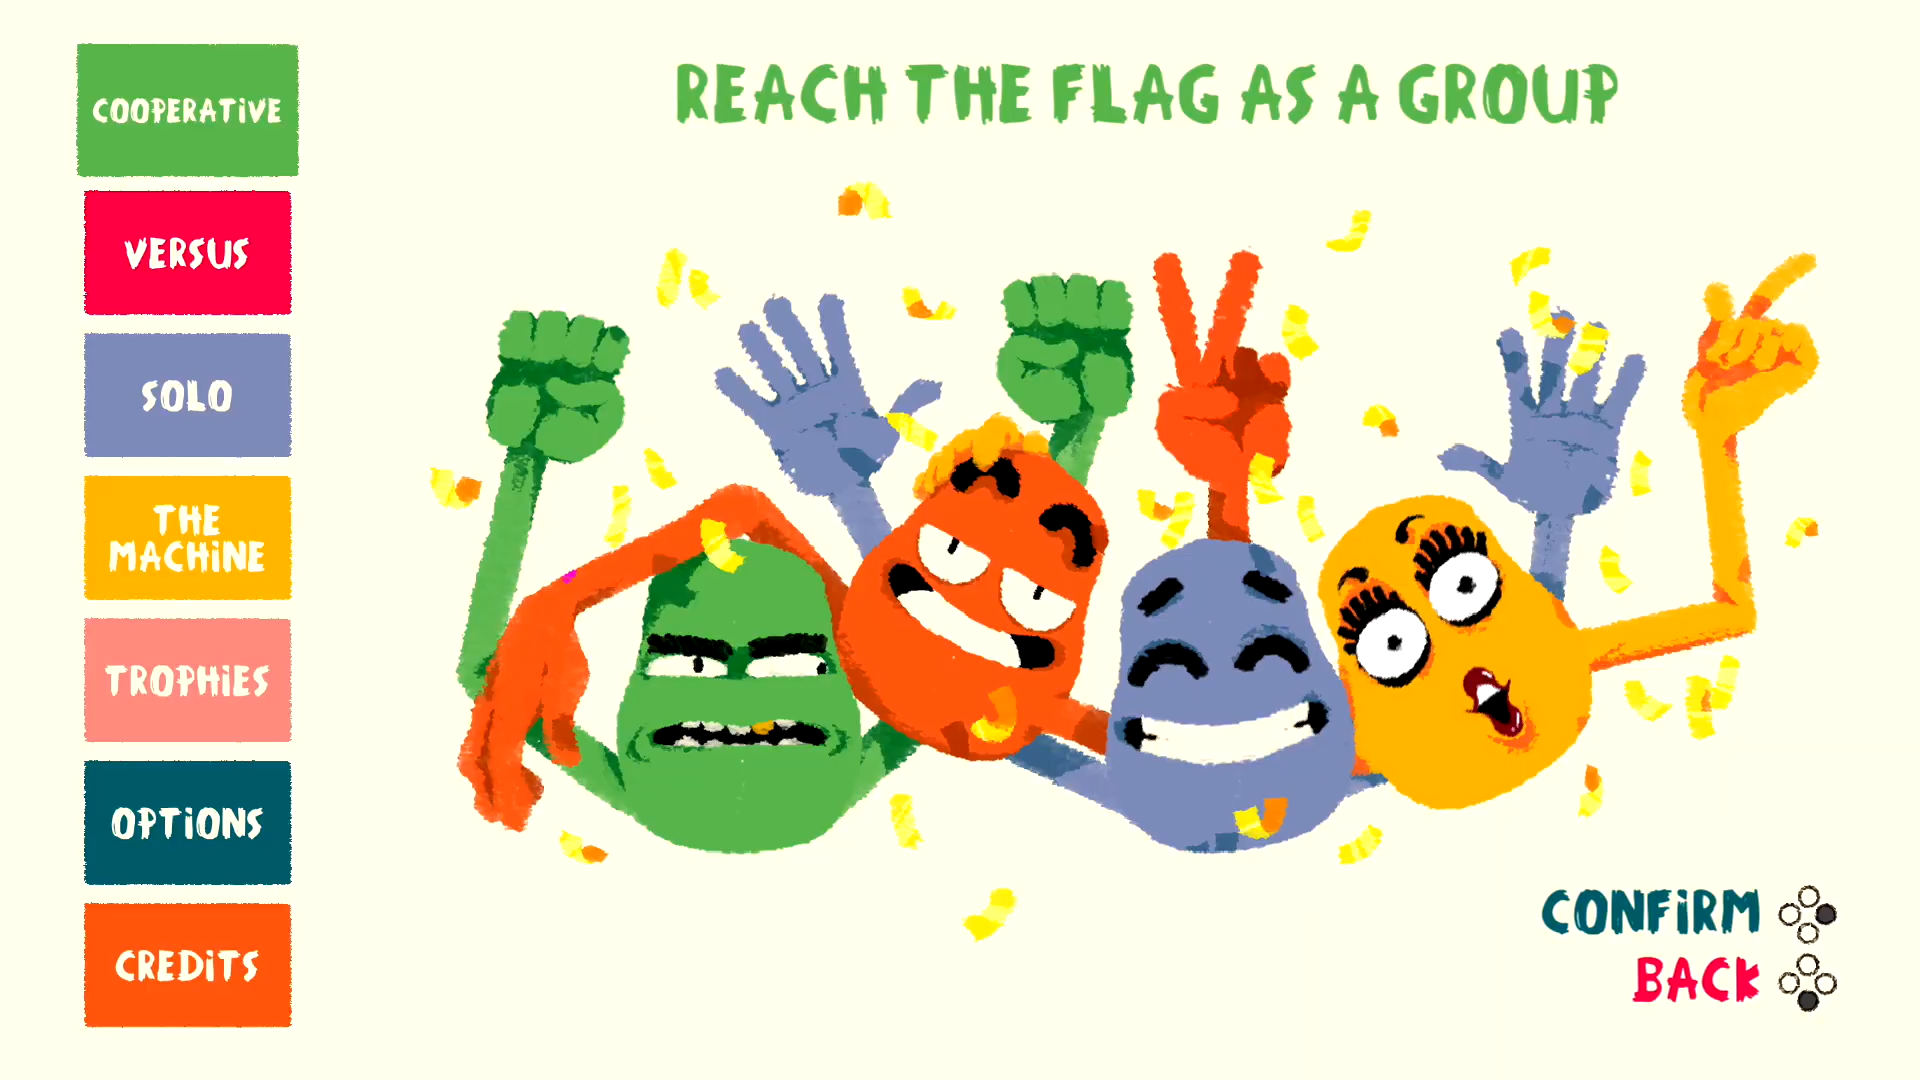 COOPERATiVE
REACH THE FLAG AS A GROUP
VERSUS
SOLO
THE
MACHiNE
TROPHiES
OPTiONS
CREDiTS
CONFiRM
BACK